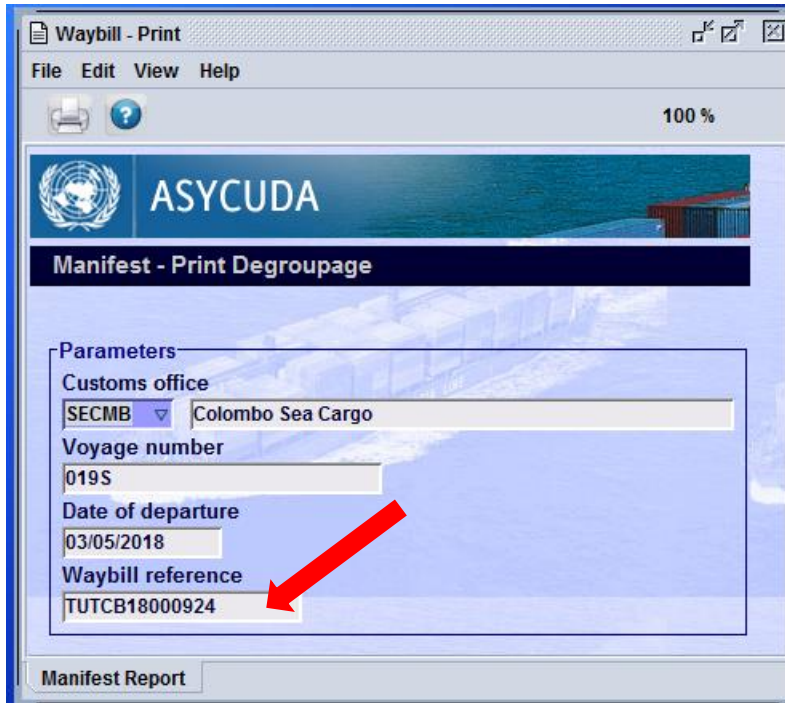 Waybill - Print
File Edit View Help
100 %
ASYCUDA
Manifest - Print Degroupage
Parameters
Customs office
SECMB Colombo Sea Cargo
Voyage number
019S
Date of departure
03/05/2018
Waybill reference
TUTCB18000924
Manifest Report